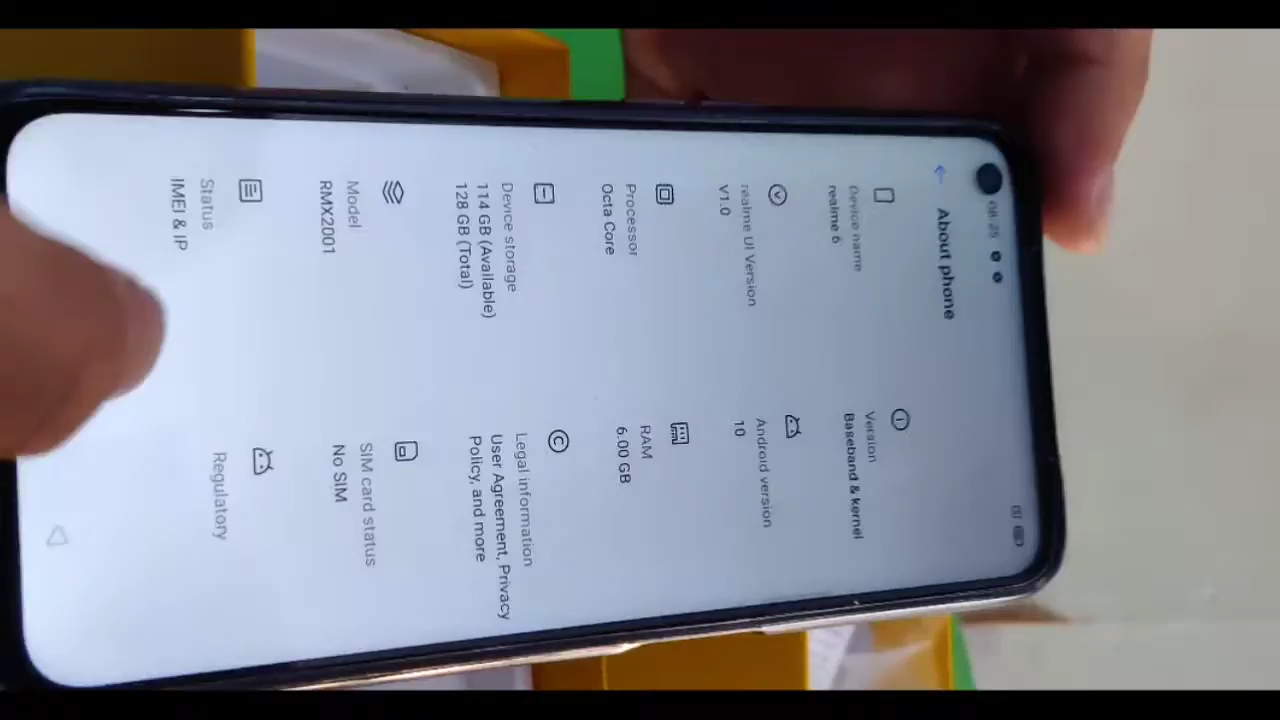 08:25
About phone
Device name
realme 6
Version
Baseband & kernel
realme UI Version
V1.0
Android version
10
Processor
Octa Core
RAM
6.00 GB
Device storage
114 GB (Available)
128 GB (Total)
Legal information
User Agreement, Privacy
Policy, and more
Model
RMX2001
SIM card status
No SIM
Status
IMEI & IP
Regulatory